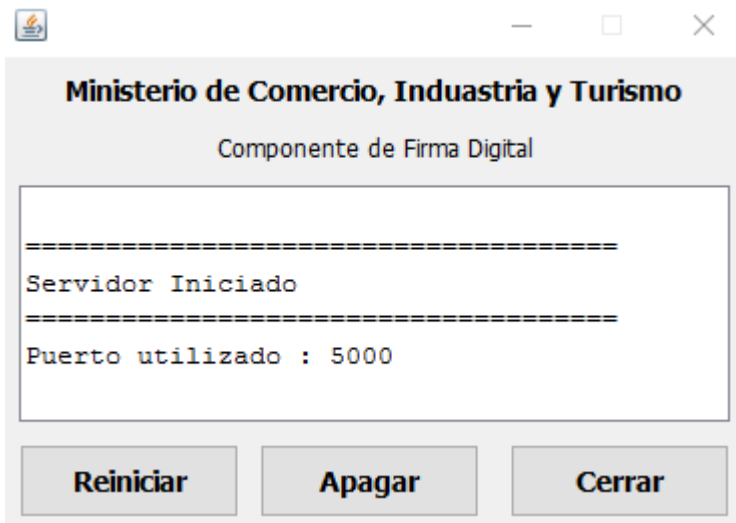 Ministerio de Comercio, Induastria y Turismo
Componente de Firma Digital
=====================================
Servidor Iniciado
=====================================
Puerto utilizado : 5000
Reiniciar Apagar Cerrar